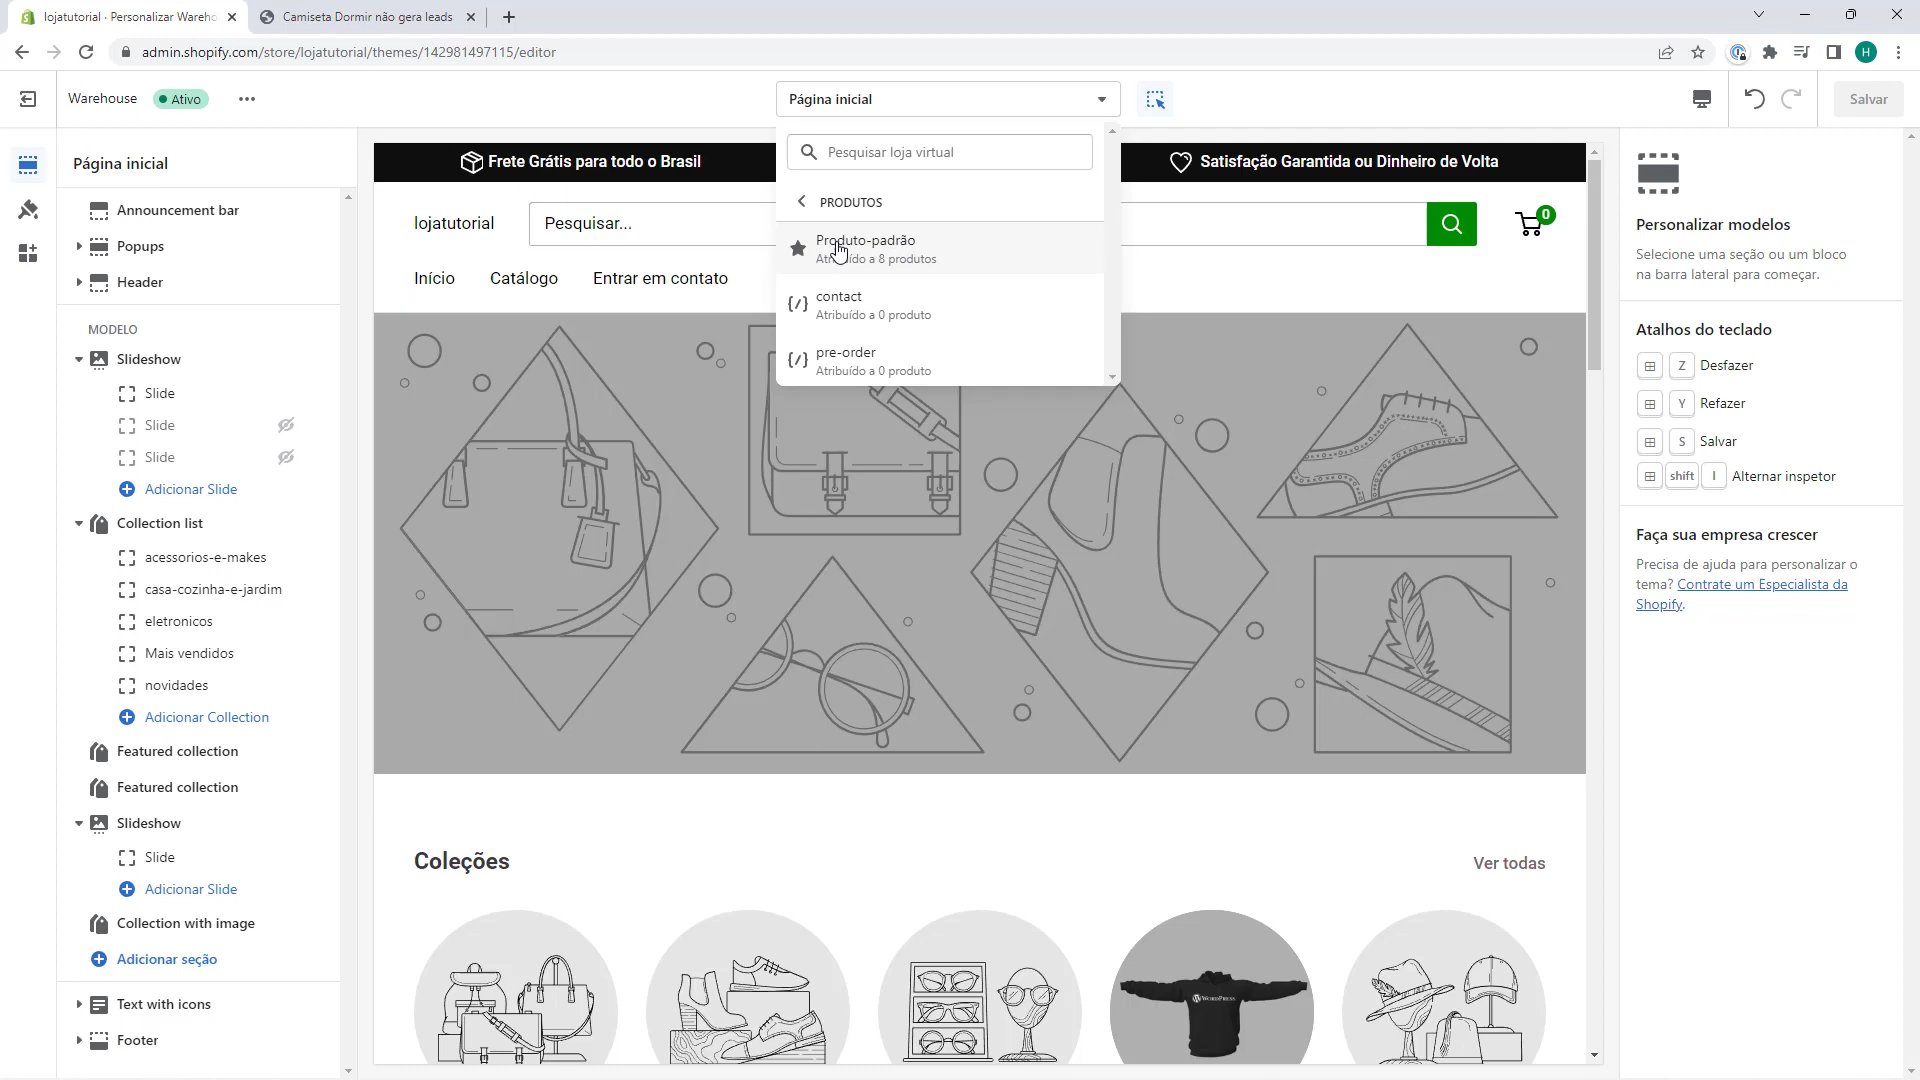 lojatutorial · Personalizar Wareho
Camiseta Dormir não gera leads
admin.shopify.com/store/lojatutorial/themes/142981497115/editor
H
Warehouse
Ativo
Página inicial
Salvar
Página inicial
Announcement bar
Popups
Header
MODELO
Slideshow
Slide
Slide
Slide
Adicionar Slide
Collection list
acessorios-e-makes
casa-cozinha-e-jardim
eletronicos
Mais vendidos
novidades
Adicionar Collection
Featured collection
Featured collection
Slideshow
Slide
Adicionar Slide
Collection with image
Adicionar seção
Text with icons
Footer
Pesquisar loja virtual
PRODUTOS
Produto-padrão
Atribuído a 8 produtos
contact
Atribuído a 0 produto
pre-order
Atribuído a 0 produto
Frete Grátis para todo o Brasil
Satisfação Garantida ou Dinheiro de Volta
lojatutorial
Pesquisar...
0
Início
Catálogo
Entrar em contato
Coleções
Ver todas
WORDPRESS
Personalizar modelos
Selecione uma seção ou um bloco
na barra lateral para começar.
Atalhos do teclado
Z Desfazer
Y Refazer
S Salvar
shift I Alternar inspetor
Faça sua empresa crescer
Precisa de ajuda para personalizar o
tema? Contrate um Especialista da
Shopify.